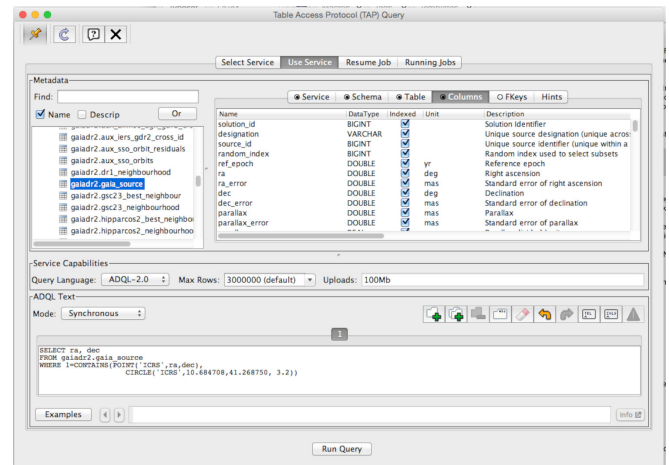 Table Access Protocol (TAP) Query
Select Service Use Service Resume Job Running Jobs
Metadata
Find:
Name Descrip Or
Service Schema Table Columns FKeys Hints
gaiadr2.aux_iers_gdr2_cross_id
gaiadr2.aux_sso_orbit_residuals
gaiadr2.aux_sso_orbits
gaiadr2.dr1_neighbourhood
gaiadr2.gaia_source
gaiadr2.gsc23_best_neighbour
gaiadr2.gsc23_neighbourhood
gaiadr2.hipparcos2_best_neighbou
gaiadr2.hipparcos2_neighbourhoo
Name DataType Indexed Unit Description
solution_id BIGINT Solution Identifier
designation VARCHAR Unique source designation (unique across
source_id BIGINT Unique source identifier (unique within a
random_index BIGINT Random index used to select subsets
ref_epoch DOUBLE yr Reference epoch
ra DOUBLE deg Right ascension
ra_error DOUBLE mas Standard error of right ascension
dec DOUBLE deg Declination
dec_error DOUBLE mas Standard error of declination
parallax DOUBLE mas Parallax
parallax_error DOUBLE mas Standard error of parallax
Service Capabilities
Query Language: ADQL-2.0 Max Rows: 3000000 (default) Uploads: 100Mb
ADQL Text
Mode: Synchronous
1
SELECT ra, dec
FROM gaiadr2.gaia_source
WHERE 1=CONTAINS(POINT('ICRS',ra,dec),
CIRCLE('ICRS',10.684708,41.268750, 3.2))
Examples Info
Run Query